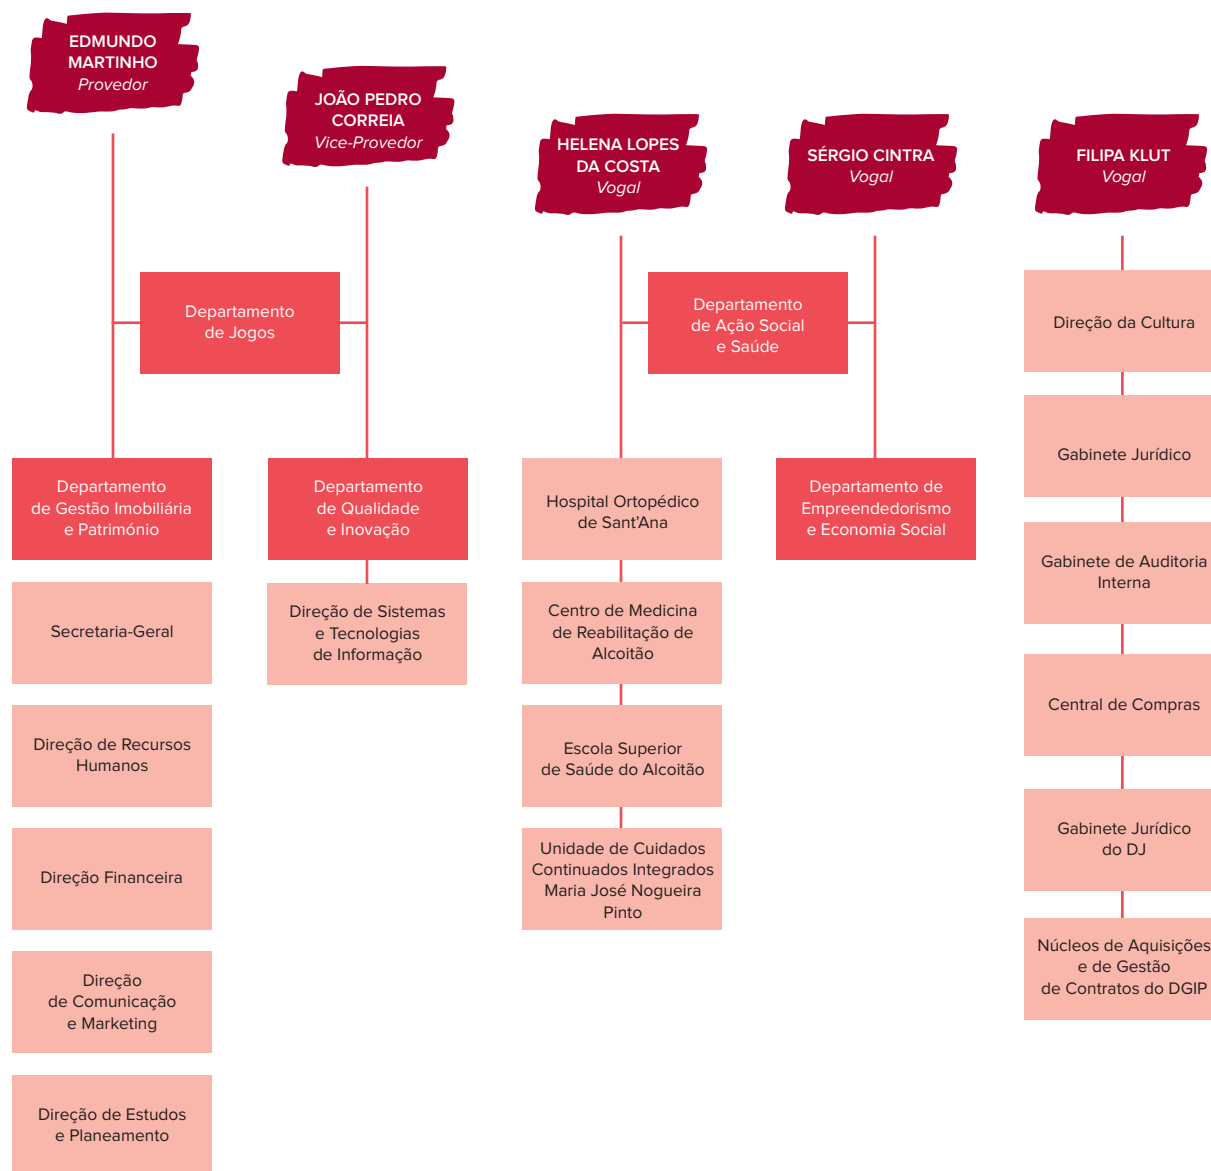 EDMUNDO
MARTINHO
Provedor
JOÃO PEDRO
CORREIA
Vice-Provedor
HELENA LOPES
DA COSTA
Vogal
SÉRGIO CINTRA
Vogal
FILIPA KLUT
Vogal
Departamento
de Jogos
Departamento
de Ação Social
e Saúde
Departamento
de Gestão Imobiliária
e Património
Secretaria-Geral
Direção de Recursos
Humanos
Direção Financeira
Direção
de Comunicação
e Marketing
Direção de Estudos
e Planeamento
Departamento
de Qualidade
e Inovação
Direção de Sistemas
e Tecnologias
de Informação
Hospital Ortopédico
de Sant’Ana
Centro de Medicina
de Reabilitação de
Alcoitão
Escola Superior
de Saúde do Alcoitão
Unidade de Cuidados
Continuados Integrados
Maria José Nogueira
Pinto
Departamento de
Empreendedorismo
e Economia Social
Direção da Cultura
Gabinete Jurídico
Gabinete de Auditoria
Interna
Central de Compras
Gabinete Jurídico
do DJ
Núcleos de Aquisições
e de Gestão
de Contratos do DGIP